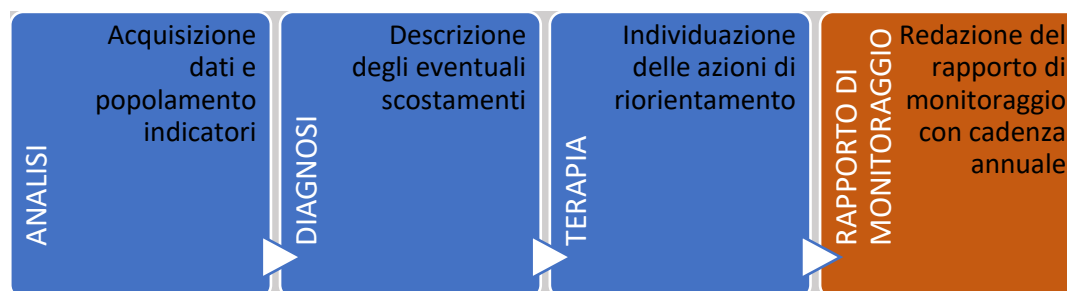 ANALISI
Acquisizione
dati e
popolamento
indicatori
DIAGNOSI
Descrizione
degli eventuali
scostamenti
TERAPIA
Individuazione
delle azioni di
riorientamento
RAPPORTO DI
MONITORAGGIO
Redazione del
rapporto di
monitoraggio
con cadenza
annuale